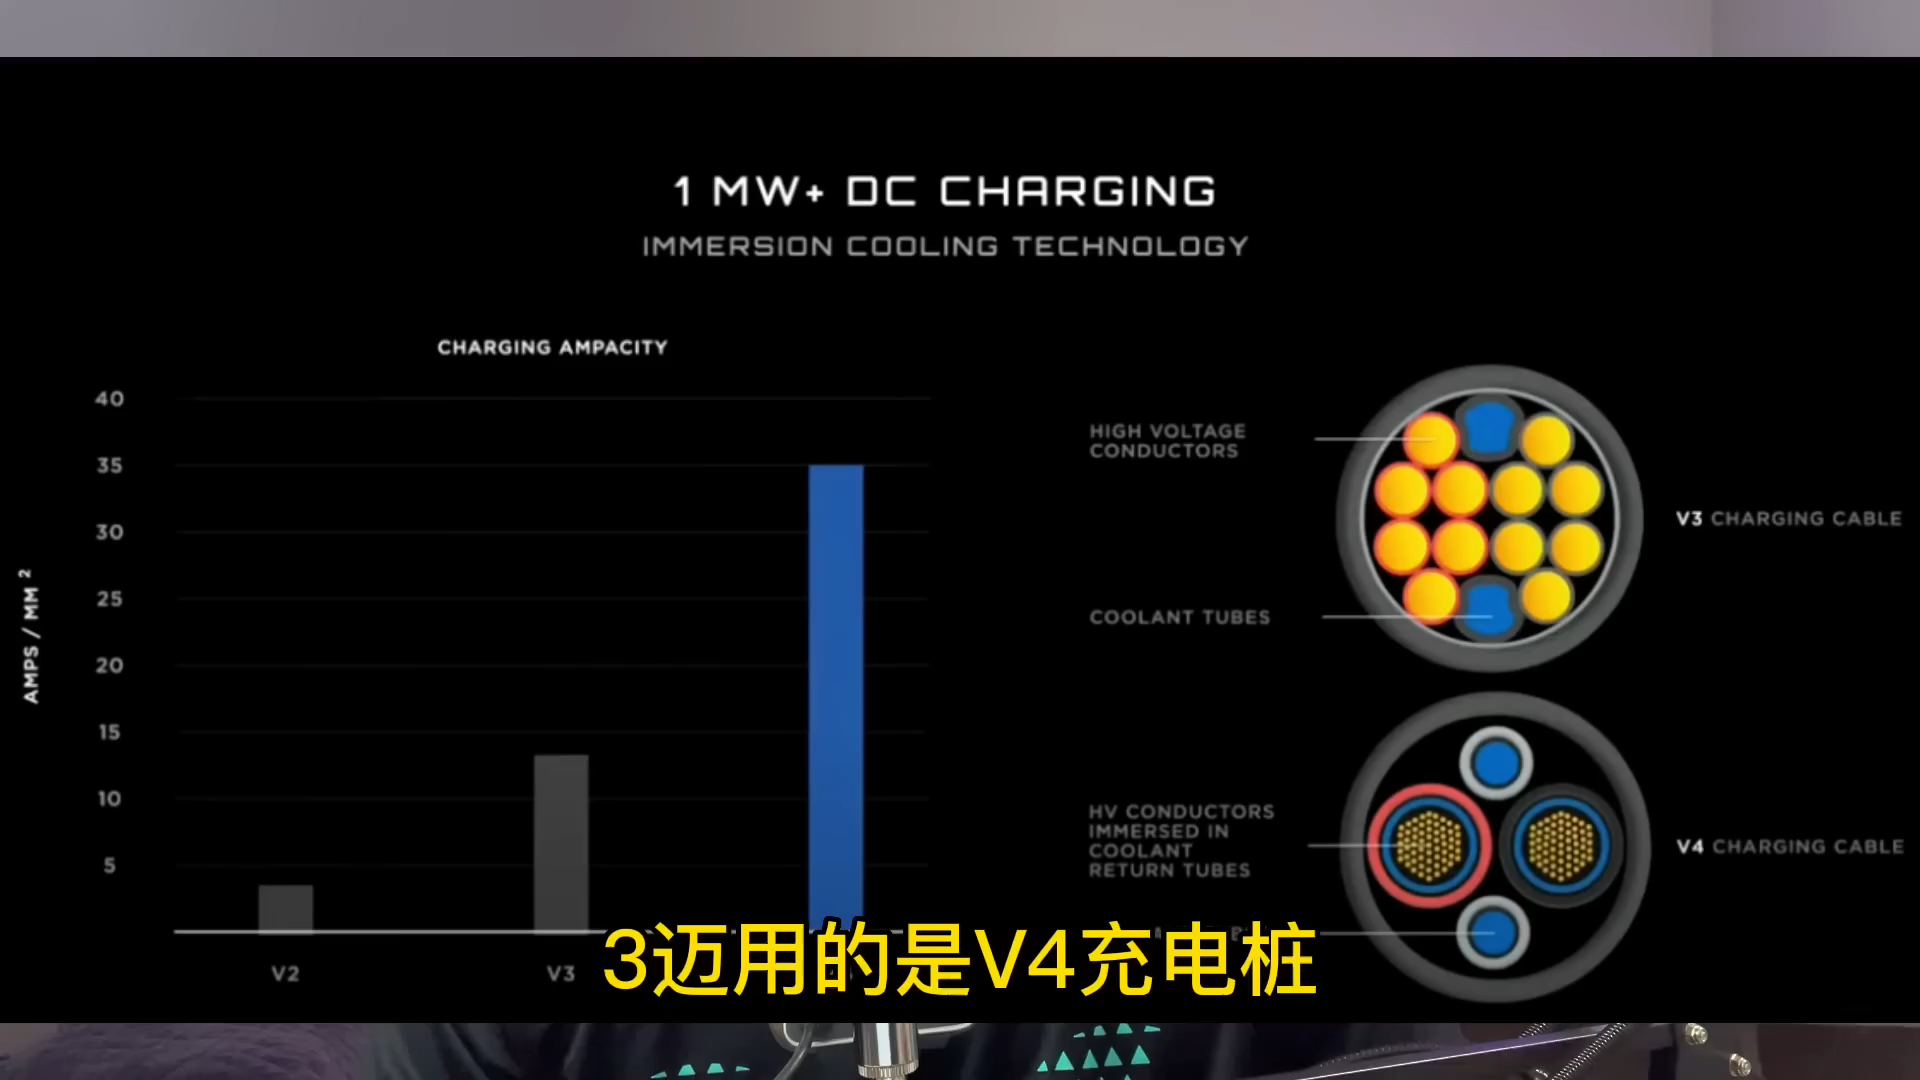 1 MW+ DC CHARGING
IMMERSION COOLING TECHNOLOGY
CHARGING AMPACITY
40
35
30
25
20
15
10
5
AMPS / MM²
V2
V3
HIGH VOLTAGE
CONDUCTORS
COOLANT TUBES
V3 CHARGING CABLE
HV CONDUCTORS
IMMERSED IN
COOLANT
RETURN TUBES
V4 CHARGING CABLE
3迈用的是V4充电桩